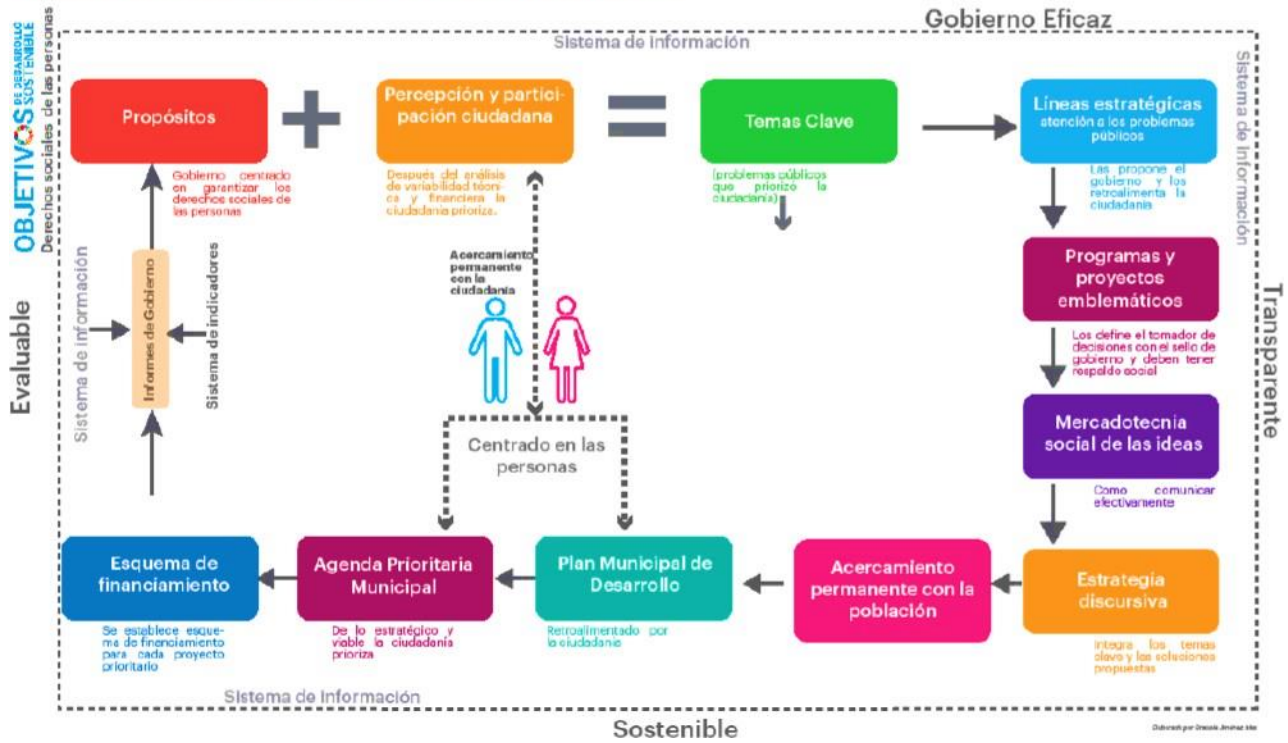 Gobierno Eficaz
OBJETIVOS
DE DESARROLLO
SOSTENIBLE
Derechos sociales de las personas
Sistema de información
Propósitos
Gobierno centrado
en garantizar los
derechos sociales de
las personas
+
Percepción y partici-
pación ciudadana
Después del análisis
de variabilidad técni-
ca y financiera la
ciudadanía prioriza.
=
Temas Clave
(problemas públicos
que priorizó la
ciudadanía)
Líneas estratégicas
atención a los problemas
públicos
Las propone el
gobierno y los
retroalimenta la
ciudadanía
Sistema de información
Programas y
proyectos
emblemáticos
Los define el tomador de
decisiones con el sello de
gobierno y deben tener
respaldo social
Transparente
Mercadotecnia
social de las ideas
Como comunicar
efectivamente
Estrategia
discursiva
Integra los temas
clave y las soluciones
propuestas
Acercamiento
permanente con la
población
Acercamiento
permanente
con la
ciudadanía
Centrado en las
personas
Plan Municipal de
Desarrollo
Retroalimentado por
la ciudadanía
Agenda Prioritaria
Municipal
De lo estratégico y
viable la ciudadanía
prioriza
Esquema de
financiamiento
Se establece esque-
ma de financiamiento
para cada proyecto
prioritario
Informes de Gobierno
Sistema de información
Sistema de indicadores
Evaluable
Sistema de información
Sostenible
Elaborado por